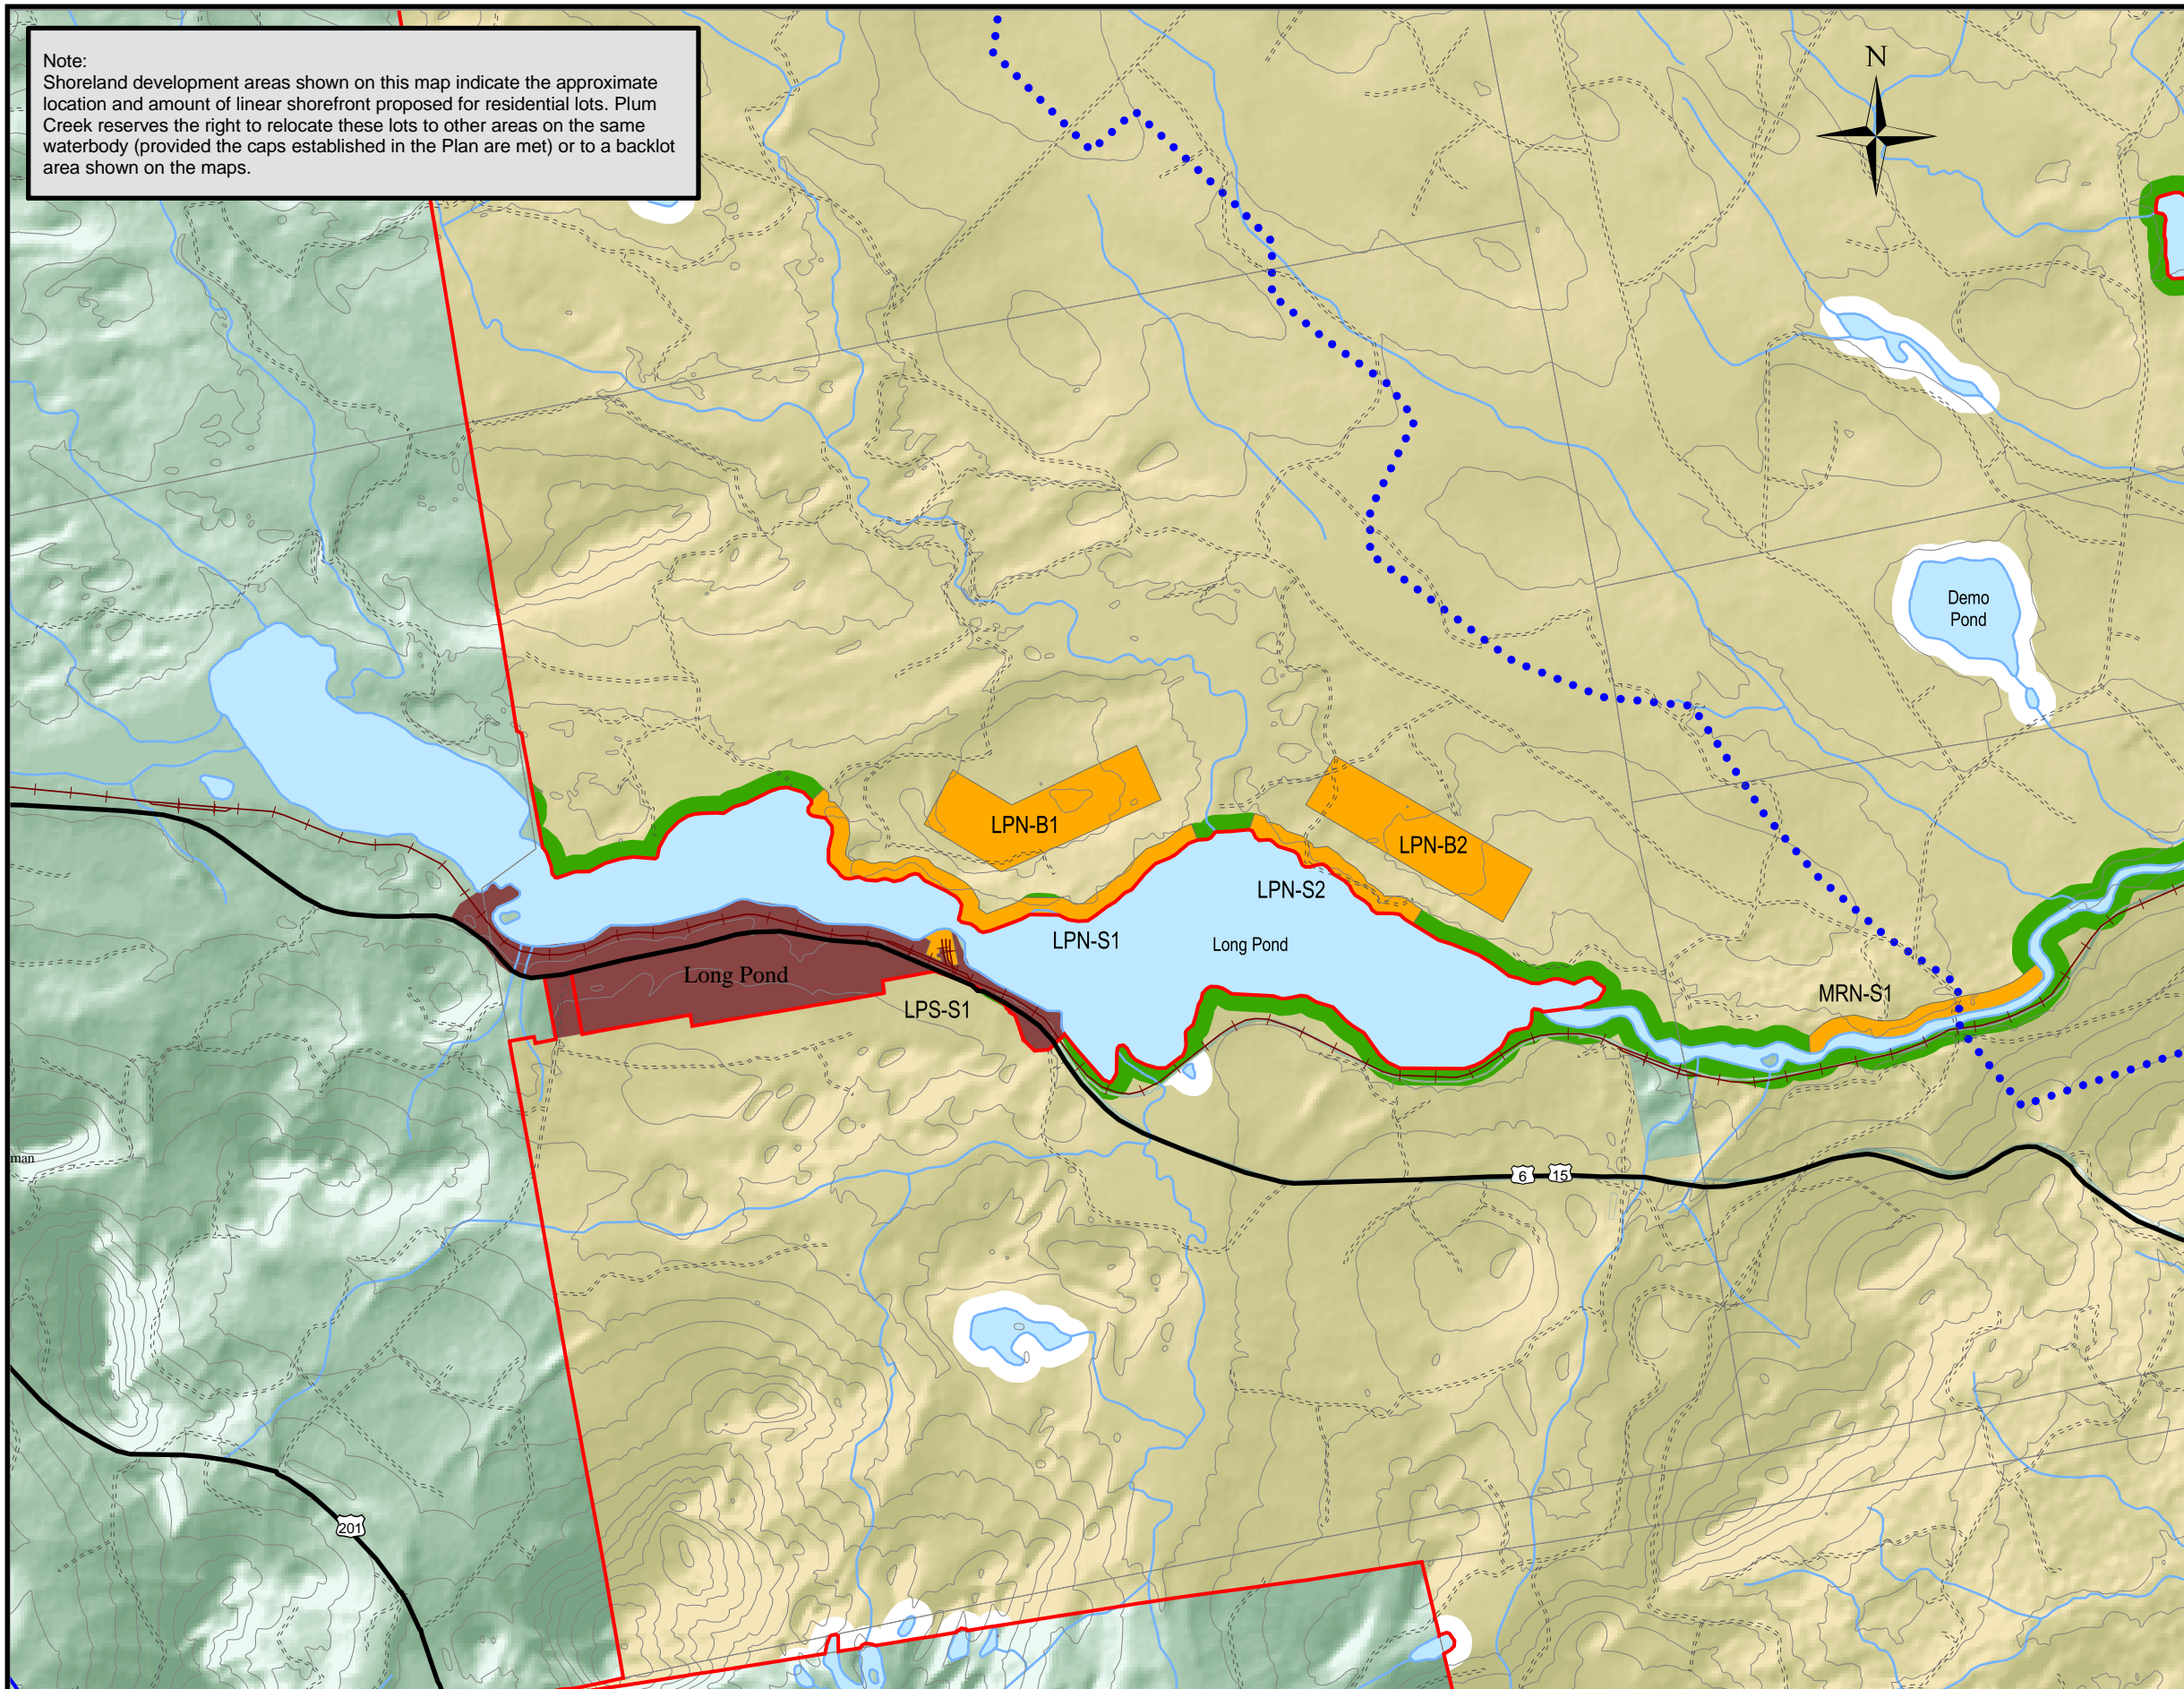 Note:
Shoreland development areas shown on this map indicate the approximate
location and amount of linear shorefront proposed for residential lots. Plum
Creek reserves the right to relocate these lots to other areas on the same
waterbody (provided the caps established in the Plan are met) or to a backlot
area shown on the maps.
N
Demo
Pond
LPN-B1
LPN-B2
LPN-S2
LPN-S1
Long Pond
Long Pond
LPS-S1
MRN-S1
man
6
15
201